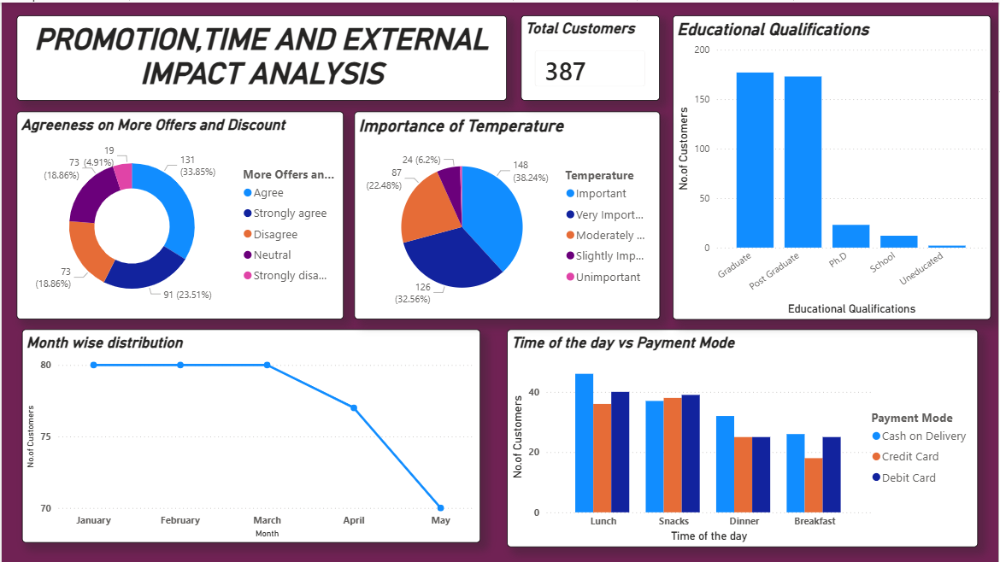 PROMOTION,TIME AND EXTERNAL
IMPACT ANALYSIS
Total Customers
387
Educational Qualifications
200
150
100
50
0
No.of Customers
Graduate
Post Graduate
Ph.D
School
Uneducated
Educational Qualifications
Agreeness on More Offers and Discount
19
(4.91%)
131
(33.85%)
73
(18.86%)
73
(18.86%)
91 (23.51%)
More Offers an...
Agree
Strongly agree
Disagree
Neutral
Strongly disa...
Importance of Temperature
24 (6.2%)
148
(38.24%)
87
(22.48%)
126
(32.56%)
Temperature
Important
Very Import...
Moderately ...
Slightly Imp...
Unimportant
Month wise distribution
80
75
70
No.of Customers
January
February
March
April
May
Month
Time of the day vs Payment Mode
40
20
0
No.of Customers
Lunch
Snacks
Dinner
Breakfast
Time of the day
Payment Mode
Cash on Delivery
Credit Card
Debit Card